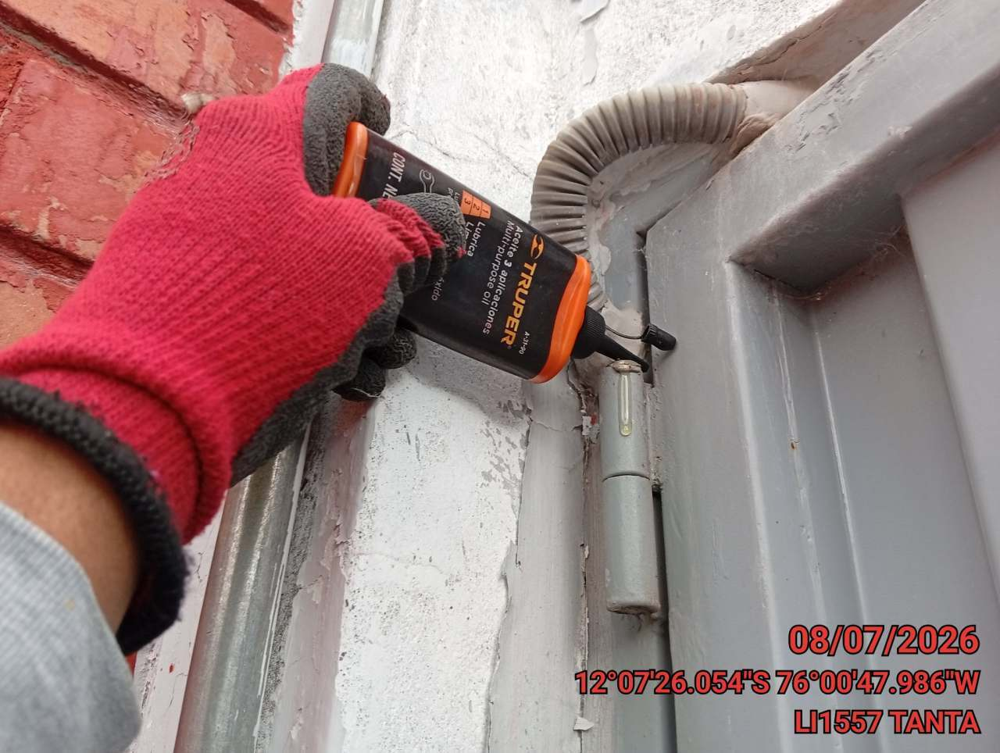 CONT. NE
1
2
3
Lubrica
Aceite 3 aplicaciones
Multi-purpose oil
TRUPER
A-31-90
08/07/2026
12°07'26.054"S 76°00'47.986"W
LI1557 TANTA